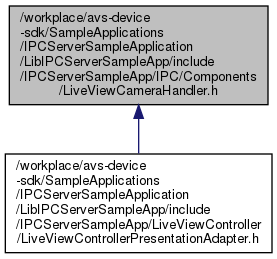 /workplace/avs-device
-sdk/SampleApplications
/IPCServerSampleApplication
/LibIPCServerSampleApp/include
/IPCServerSampleApp/IPC/Components
/LiveViewCameraHandler.h
/workplace/avs-device
-sdk/SampleApplications
/IPCServerSampleApplication
/LibIPCServerSampleApp/include
/IPCServerSampleApp/LiveViewController
/LiveViewControllerPresentationAdapter.h